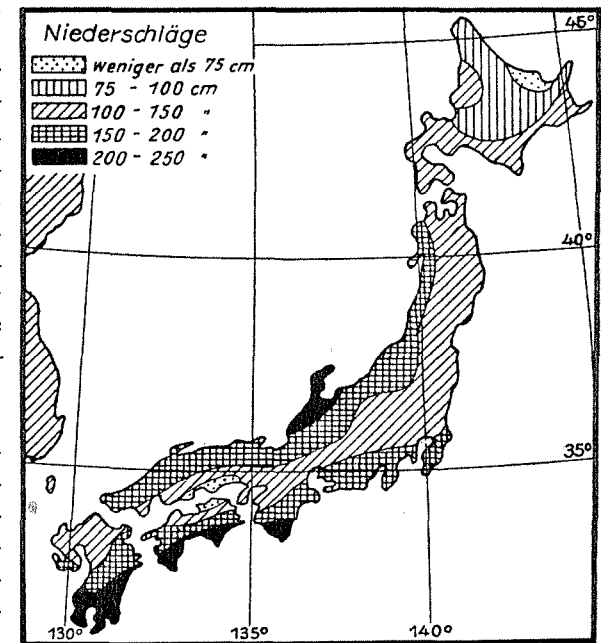 Niederschläge
weniger als 75 cm
75 - 100 cm
100 - 150 "
150 - 200 "
200 - 250 "
45°
40°
35°
130°
135°
140°